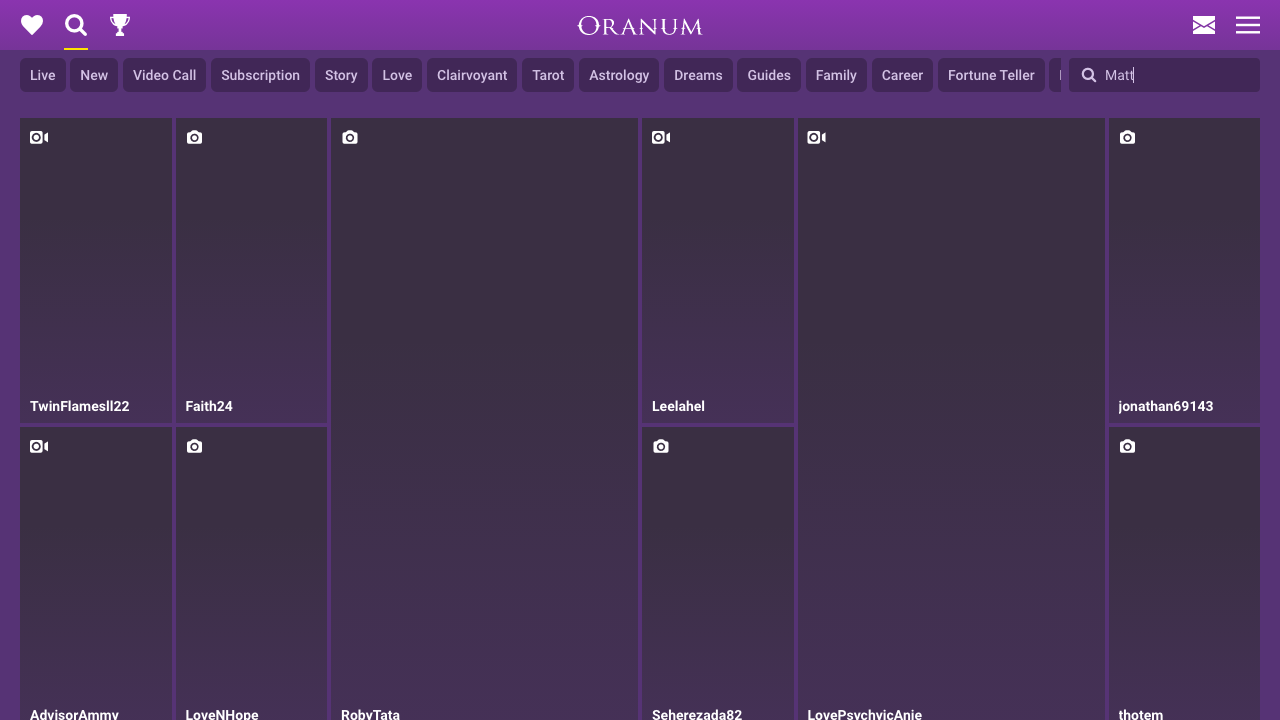 ORANUM
Live New Video Call Subscription Story Love Clairvoyant Tarot Astrology Dreams Guides Family Career Fortune Teller Matt
TwinFlamesll22 Faith24 Leelahel jonathan69143
AdvisorAmmy LoveNHope RobyTata Seherezada82 LovePsychvicAnie thotem